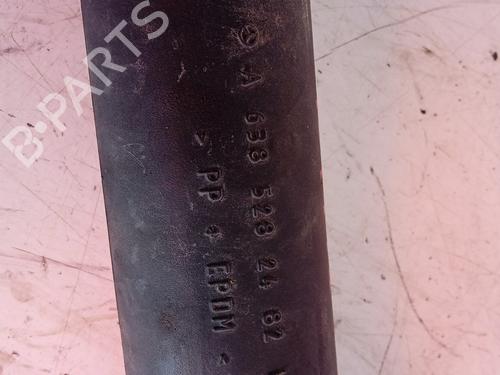 B-PARTS
A 638 528 24 82
> PP + EPDM <